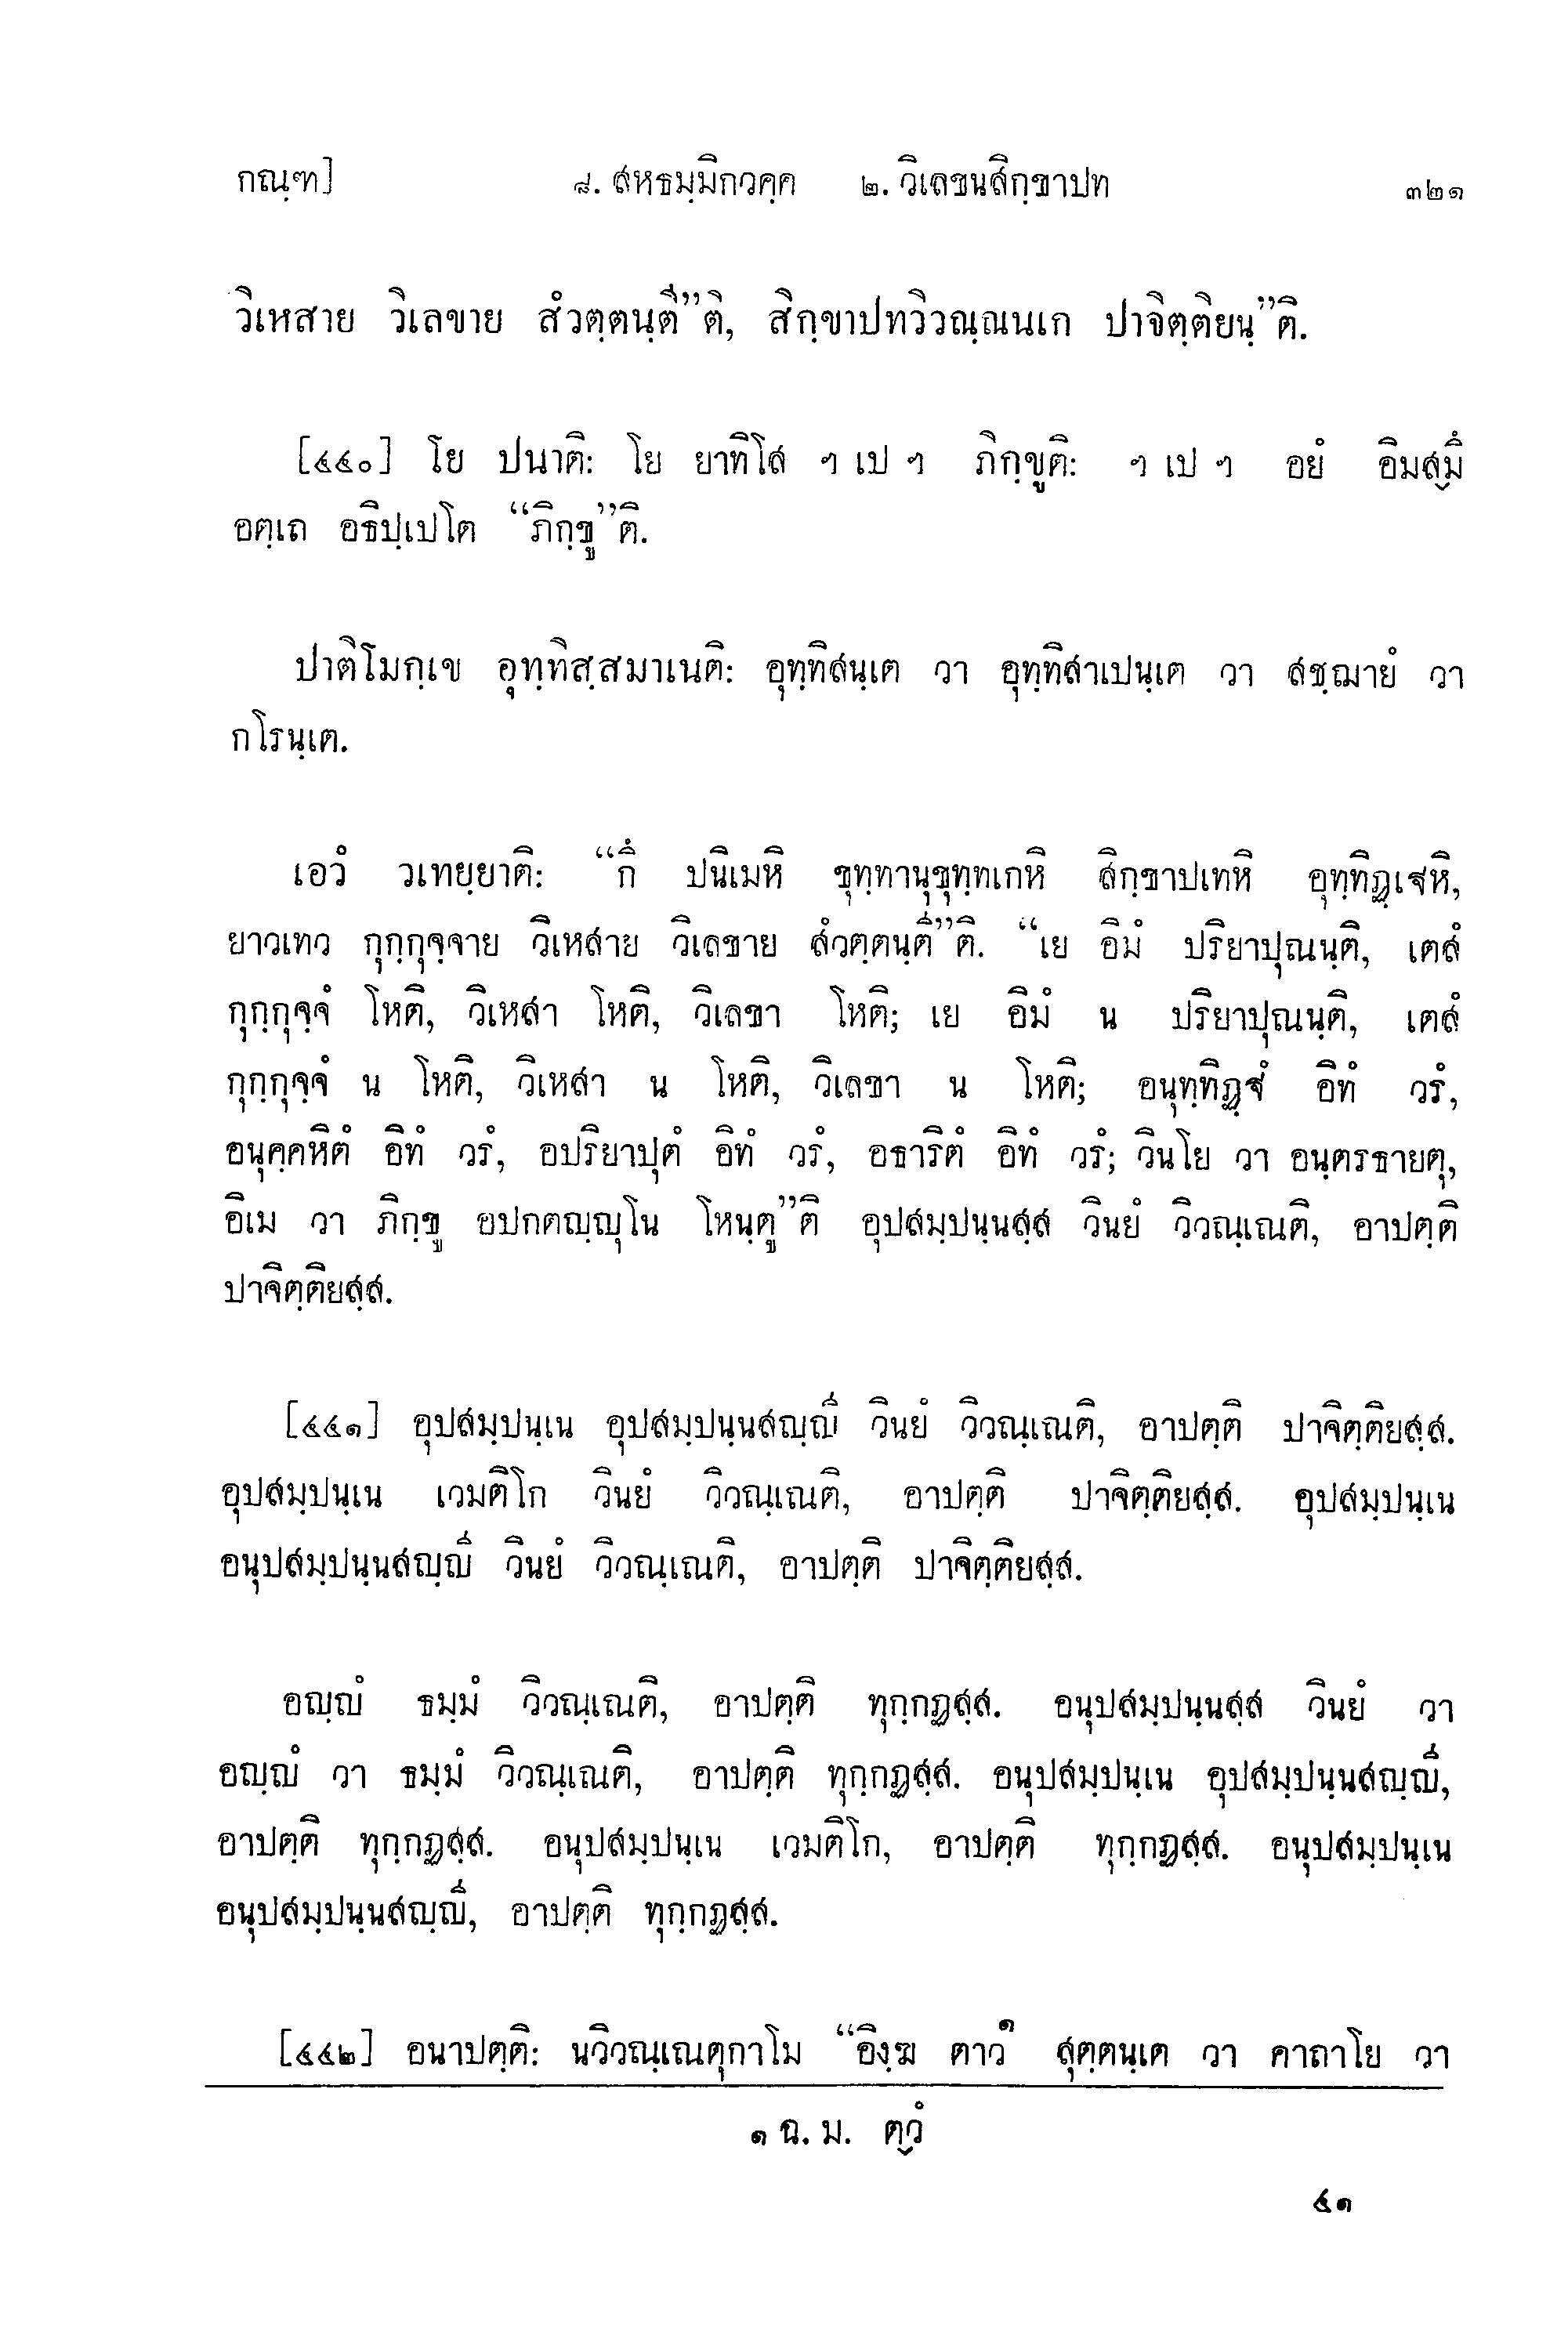 กณฺฑ] ๘. สหธมฺมิกวคฺค ๒. วิเลขนสิกฺขาปท ๓๒๑
วิเหสาย วิเลขาย สํวตฺตนฺตี”ติ, สิกฺขาปทวิวณฺณนเก ปาจิตฺติยนฺ”ติ.
[๔๔๐] โย ปนาติ: โย ยาทิโส ฯ เป ฯ ภิกฺขูติ: ฯ เป ฯ อยํ อิมสฺมึ
อตฺเถ อธิปฺเปโต “ภิกฺขู”ติ.
ปาติโมกฺเข อุทฺทิสฺสมาเนติ: อุทฺทิสนฺเต วา อุทฺทิสาเปนฺเต วา สชฺฌายํ วา
กโรนฺเต.
เอวํ วเทยฺยาติ: “กึ ปนิเมหิ ขุทฺทานุขุทฺทเกหิ สิกฺขาปเทหิ อุทฺทิฏฺเฐหิ,
ยาวเทว กุกฺกุจฺจาย วิเหสาย วิเลขาย สํวตฺตนฺตี”ติ. “เย อิมํ ปริยาปุณนฺติ, เตสํ
กุกฺกุจฺจํ โหติ, วิเหสา โหติ, วิเลขา โหติ; เย อิมํ น ปริยาปุณนฺติ, เตสํ
กุกฺกุจฺจํ น โหติ, วิเหสา น โหติ, วิเลขา น โหติ; อนุทฺทิฏฺฐํ อิทํ วรํ,
อนุคฺคหิตํ อิทํ วรํ, อปริยาปุตํ อิทํ วรํ, อธาริตํ อิทํ วรํ; วินโย วา อนฺตรธายตุ,
อิเม วา ภิกฺขู อปกตญฺญุโน โหนฺตู”ติ อุปสมฺปนฺนสฺส วินยํ วิวณฺเณติ, อาปตฺติ
ปาจิตฺติยสฺส.
[๔๔๑] อุปสมฺปนฺเน อุปสมฺปนฺนสญฺญี วินยํ วิวณฺเณติ, อาปตฺติ ปาจิตฺติยสฺส.
อุปสมฺปนฺเน เวมติโก วินยํ วิวณฺเณติ, อาปตฺติ ปาจิตฺติยสฺส. อุปสมฺปนฺเน
อนุปสมฺปนฺนสญฺญี วินยํ วิวณฺเณติ, อาปตฺติ ปาจิตฺติยสฺส.
อญฺญํ ธมฺมํ วิวณฺเณติ, อาปตฺติ ทุกฺกฏสฺส. อนุปสมฺปนฺนสฺส วินยํ วา
อญฺญํ วา ธมฺมํ วิวณฺเณติ, อาปตฺติ ทุกฺกฏสฺส. อนุปสมฺปนฺเน อุปสมฺปนฺนสญฺญี,
อาปตฺติ ทุกฺกฏสฺส. อนุปสมฺปนฺเน เวมติโก, อาปตฺติ ทุกฺกฏสฺส. อนุปสมฺปนฺเน
อนุปสมฺปนฺนสญฺญี, อาปตฺติ ทุกฺกฏสฺส.
[๔๔๒] อนาปตฺติ: นวิวณฺเณตุกาโม “อิงฺฆ ตาว๑ สุตฺตนฺเต วา คาถาโย วา
๑ ฉ. ม. ตฺวํ
๔๑